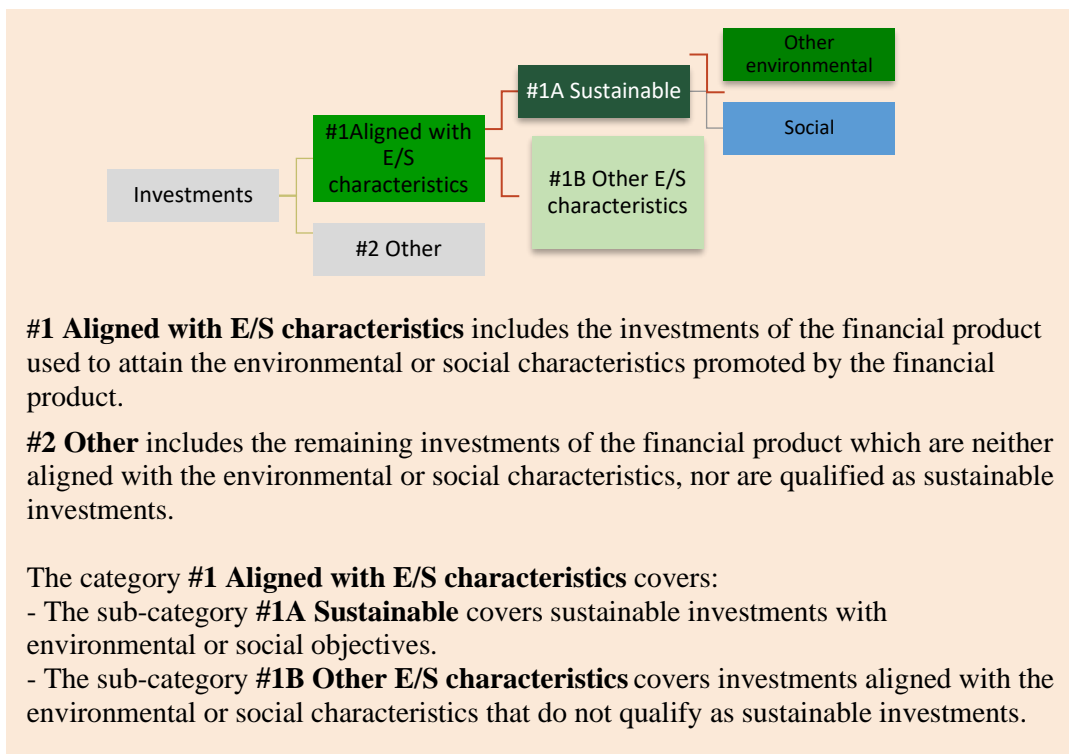 Other
environmental
#1A Sustainable
Social
#1Aligned with
E/S
characteristics
#1B Other E/S
characteristics
Investments
#2 Other
#1 Aligned with E/S characteristics includes the investments of the financial product
used to attain the environmental or social characteristics promoted by the financial
product.
#2 Other includes the remaining investments of the financial product which are neither
aligned with the environmental or social characteristics, nor are qualified as sustainable
investments.
The category #1 Aligned with E/S characteristics covers:
- The sub-category #1A Sustainable covers sustainable investments with
environmental or social objectives.
- The sub-category #1B Other E/S characteristics covers investments aligned with the
environmental or social characteristics that do not qualify as sustainable investments.